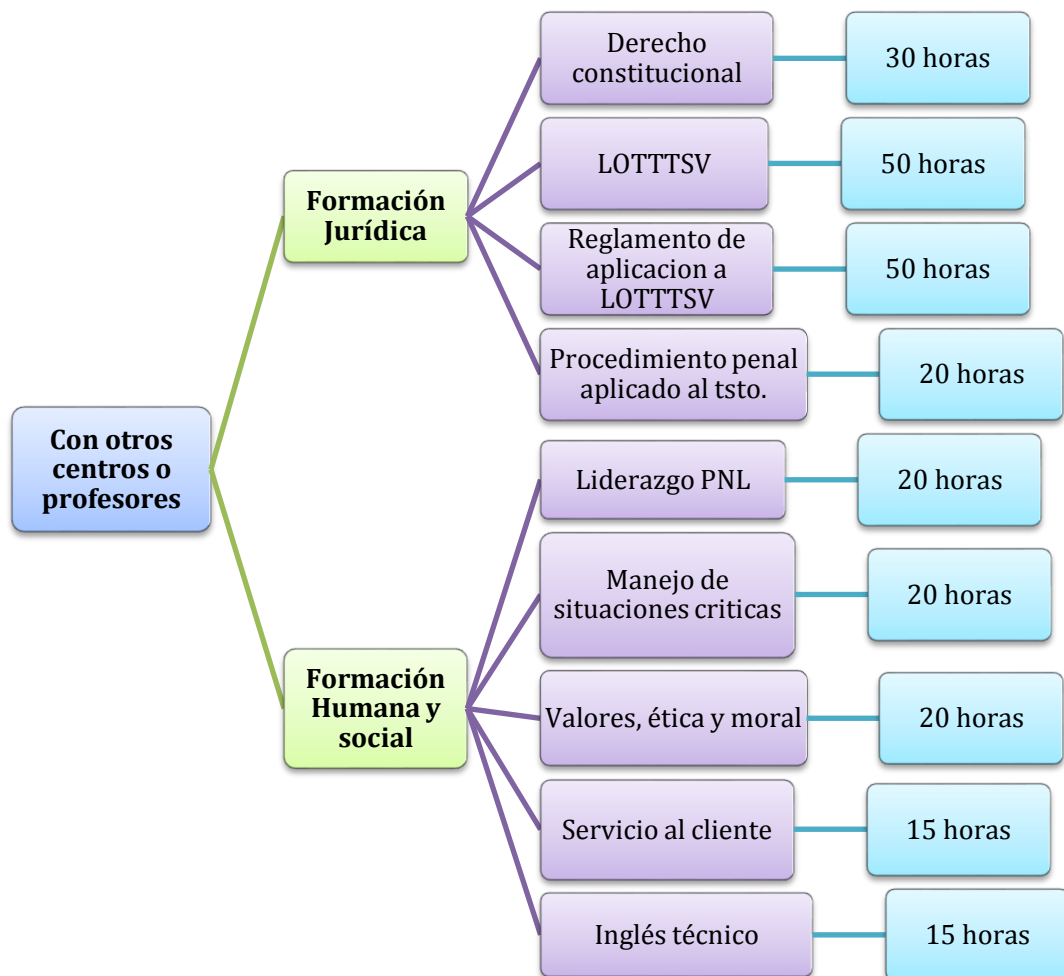 Con otros
centros o
profesores
Formación
Jurídica
Derecho
constitucional
30 horas
LOTTTSV
50 horas
Reglamento de
aplicacion a
LOTTTSV
50 horas
Procedimiento penal
aplicado al tsto.
20 horas
Formación
Humana y
social
Liderazgo PNL
20 horas
Manejo de
situaciones criticas
20 horas
Valores, ética y moral
20 horas
Servicio al cliente
15 horas
Inglés técnico
15 horas